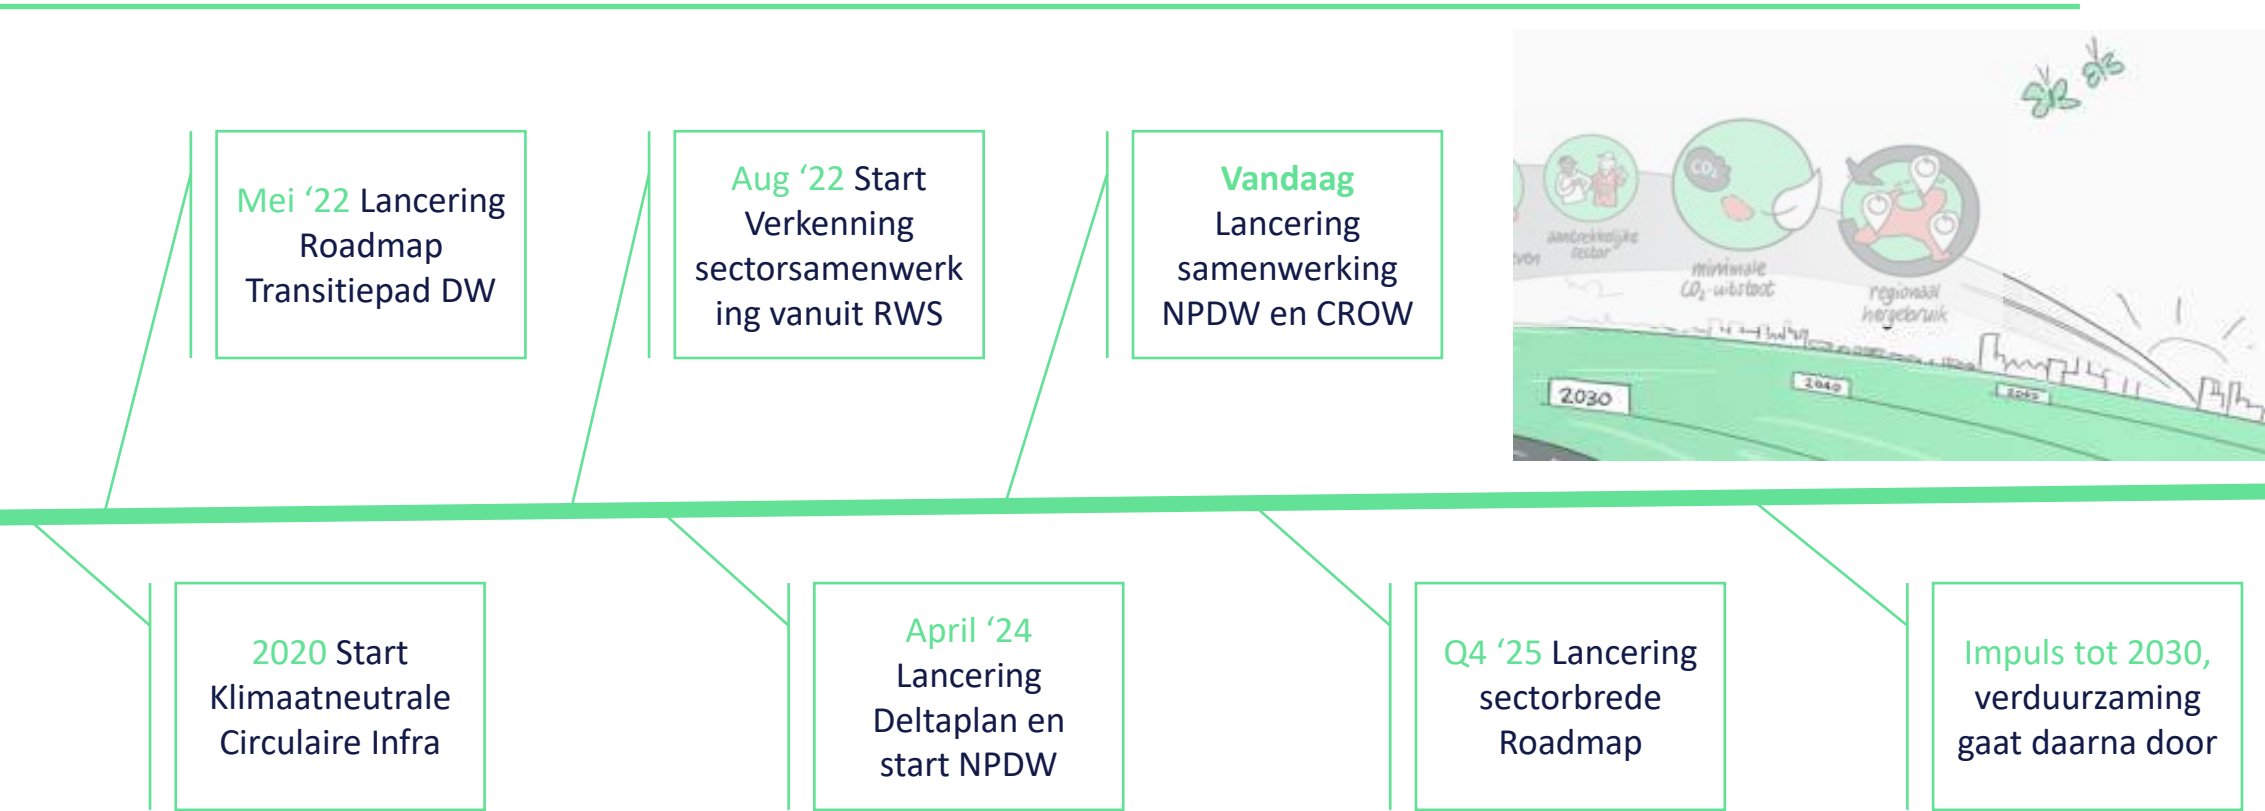 Mei ‘22 Lancering
Roadmap
Transitiepad DW
Aug ‘22 Start
Verkenning
sectorsamenwerk
ing vanuit RWS
Vandaag
Lancering
samenwerking
NPDW en CROW
CO₂
aantrekkelijke
sector
minimale
CO₂-uitstoot
regionaal
hergebruik
2030
2040
2020 Start
Klimaatneutrale
Circulaire Infra
April ‘24
Lancering
Deltaplan en
start NPDW
Q4 ‘25 Lancering
sectorbrede
Roadmap
Impuls tot 2030,
verduurzaming
gaat daarna door